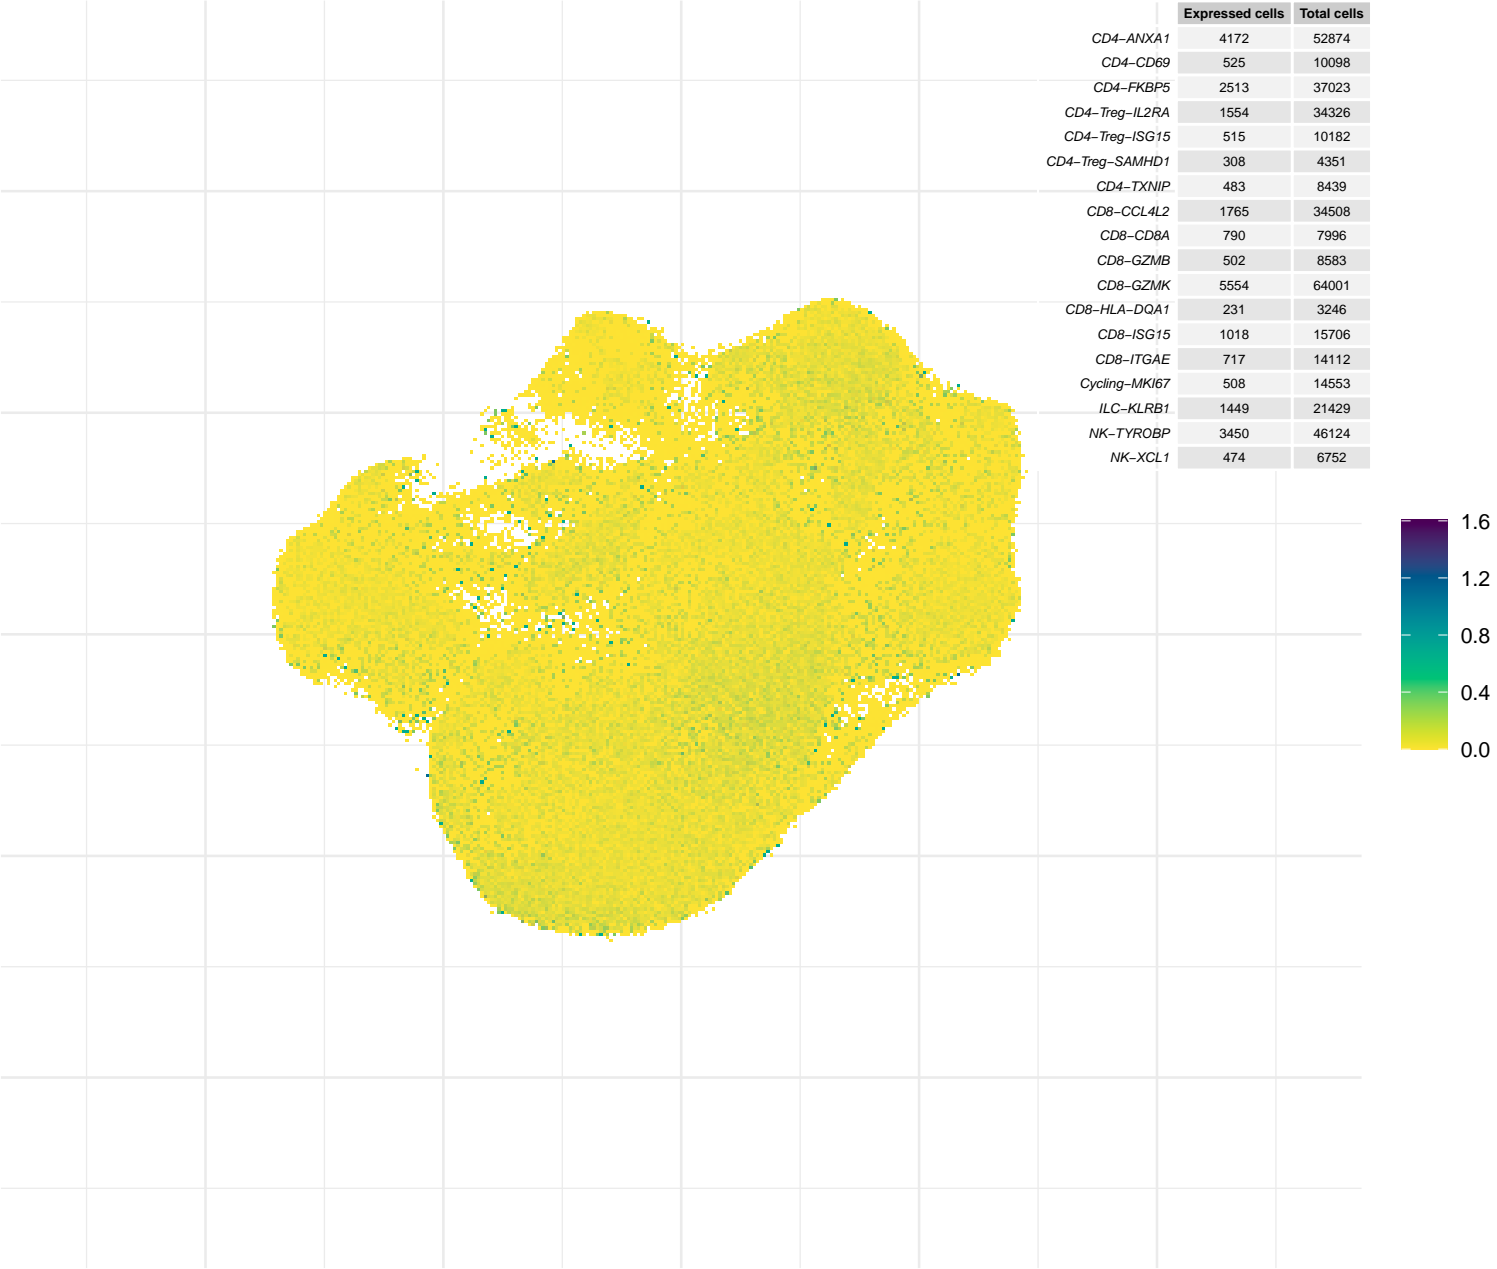 Expressed cells Total cells
CD4−ANXA1 4172 52874
CD4−CD69 525 10098
CD4−FKBP5 2513 37023
CD4−Treg−IL2RA 1554 34326
CD4−Treg−ISG15 515 10182
CD4−Treg−SAMHD1 308 4351
CD4−TXNIP 483 8439
CD8−CCL4L2 1765 34508
CD8−CD8A 790 7996
CD8−GZMB 502 8583
CD8−GZMK 5554 64001
CD8−HLA−DQA1 231 3246
CD8−ISG15 1018 15706
CD8−ITGAE 717 14112
Cycling−MKI67 508 14553
ILC−KLRB1 1449 21429
NK−TYROBP 3450 46124
NK−XCL1 474 6752
1.6
1.2
0.8
0.4
0.0